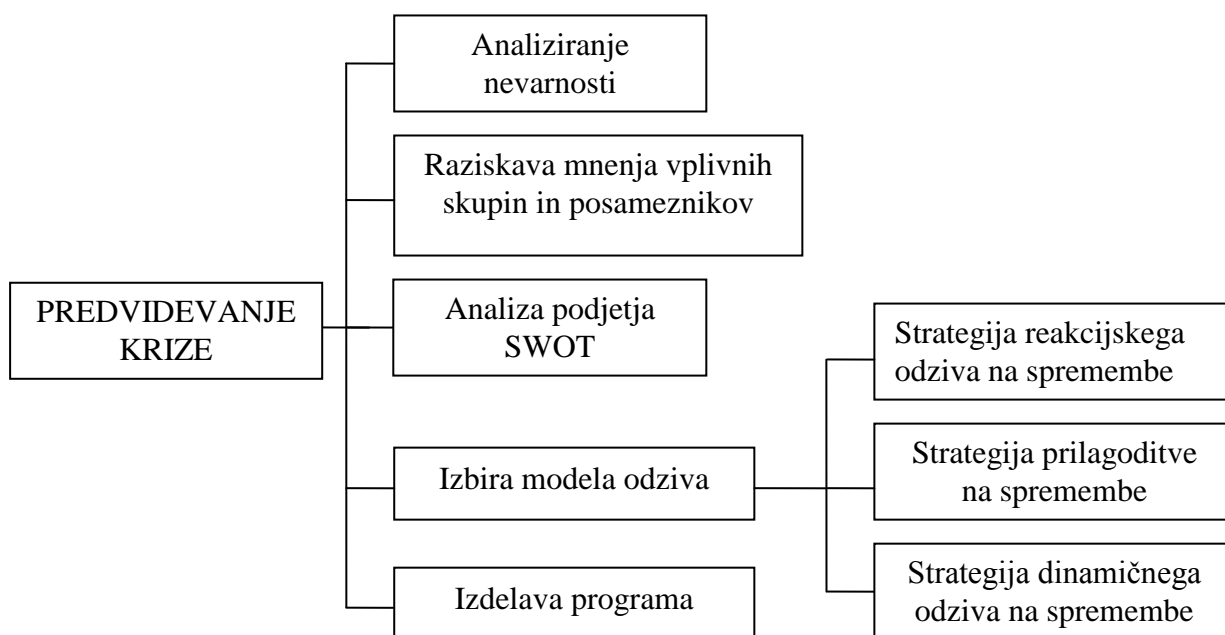 Analiziranje
nevarnosti
Raziskava mnenja vplivnih
skupin in posameznikov
PREDVIDEVANJE
KRIZE
Analiza podjetja
SWOT
Strategija reakcijskega
odziva na spremembe
Izbira modela odziva
Strategija prilagoditve
na spremembe
Izdelava programa
Strategija dinamičnega
odziva na spremembe